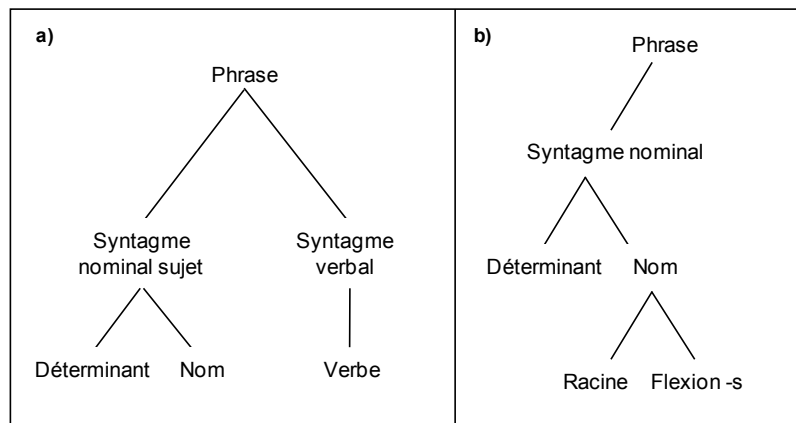 a)
Phrase
Syntagme
nominal sujet
Syntagme
verbal
Déterminant
Nom
Verbe
b)
Phrase
Syntagme nominal
Déterminant
Nom
Racine
Flexion -s